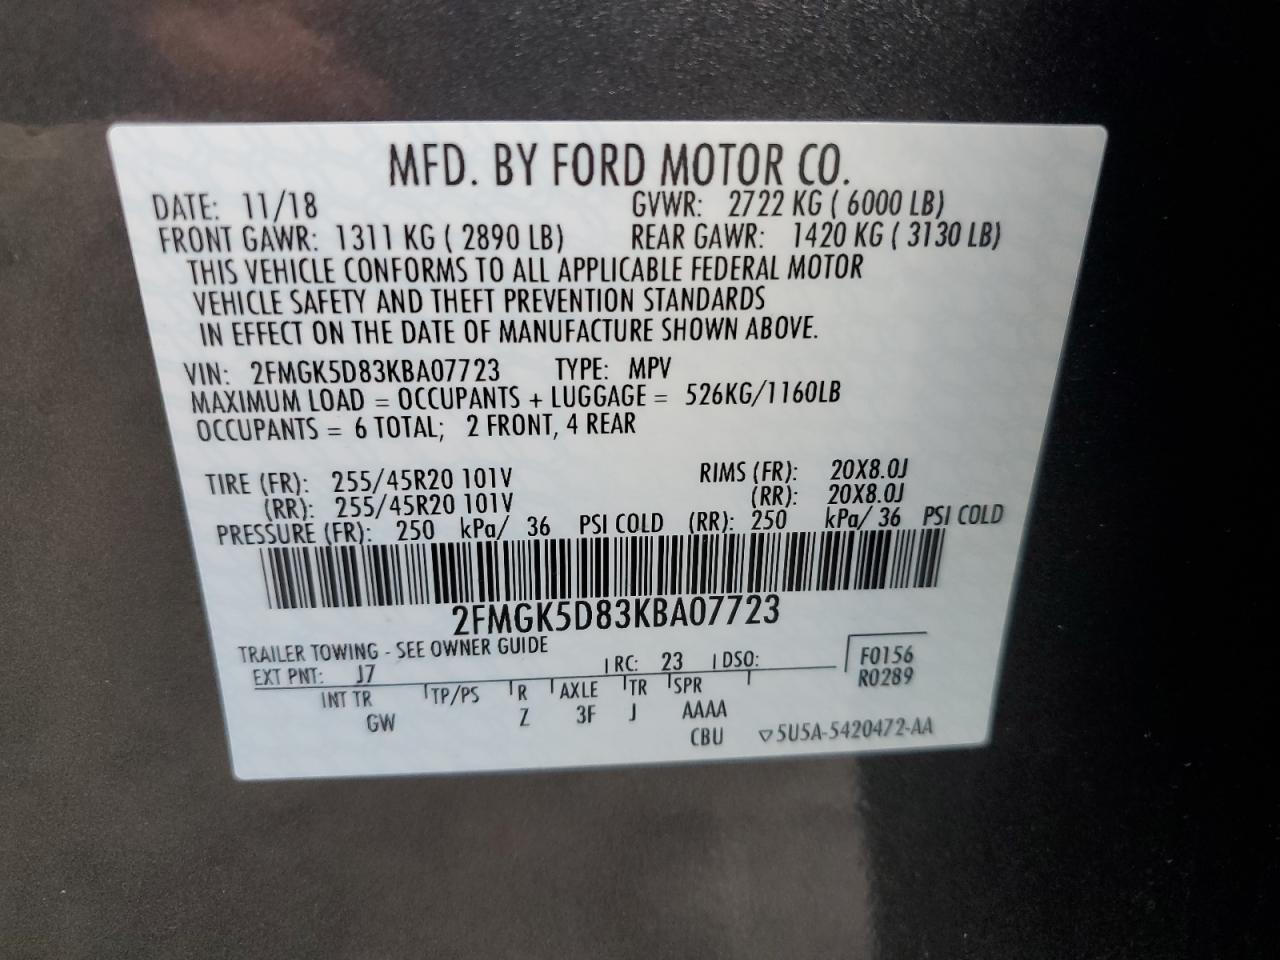 MFD. BY FORD MOTOR CO.
DATE: 11/18 GVWR: 2722 KG ( 6000 LB)
FRONT GAWR: 1311 KG ( 2890 LB) REAR GAWR: 1420 KG ( 3130 LB)
THIS VEHICLE CONFORMS TO ALL APPLICABLE FEDERAL MOTOR
VEHICLE SAFETY AND THEFT PREVENTION STANDARDS
IN EFFECT ON THE DATE OF MANUFACTURE SHOWN ABOVE.
VIN: 2FMGK5D83KBA07723 TYPE: MPV
MAXIMUM LOAD = OCCUPANTS + LUGGAGE = 526KG/1160LB
OCCUPANTS = 6 TOTAL; 2 FRONT, 4 REAR
TIRE (FR): 255/45R20 101V RIMS (FR): 20X8.0J
(RR): 255/45R20 101V (RR): 20X8.0J
PRESSURE (FR): 250 kPa/ 36 PSI COLD (RR): 250 kPa/ 36 PSI COLD
2FMGK5D83KBA07723
TRAILER TOWING - SEE OWNER GUIDE
EXT PNT: J7 RC: 23 DSO: F0156
R0289
INT TR TP/PS R AXLE TR SPR
GW Z 3F J AAAA
CBU ▽5U5A-5420472-AA